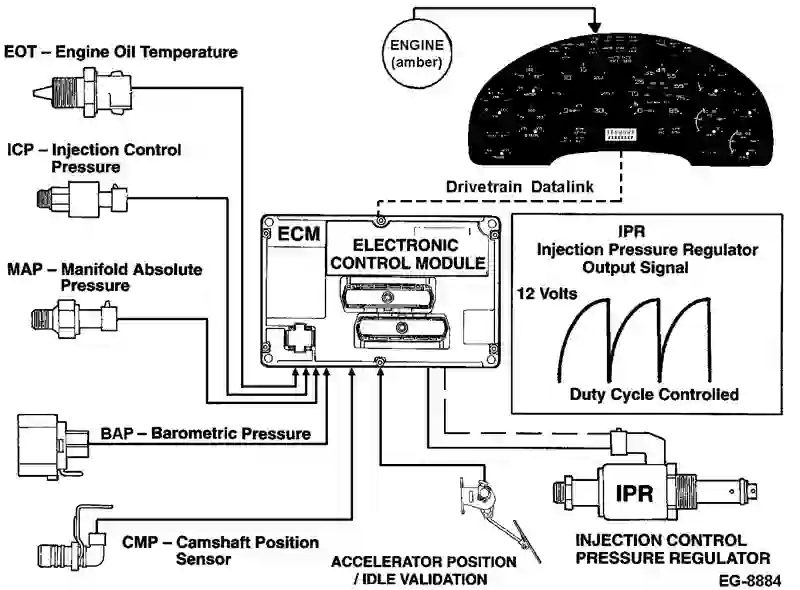 ENGINE
(amber)
EOT – Engine Oil Temperature
ICP – Injection Control
Pressure
Drivetrain Datalink
ECM
ELECTRONIC
CONTROL MODULE
MAP – Manifold Absolute
Pressure
IPR
Injection Pressure Regulator
Output Signal
12 Volts
Duty Cycle Controlled
BAP – Barometric Pressure
IPR
CMP – Camshaft Position
Sensor
ACCELERATOR POSITION
/ IDLE VALIDATION
INJECTION CONTROL
PRESSURE REGULATOR
EG-8884